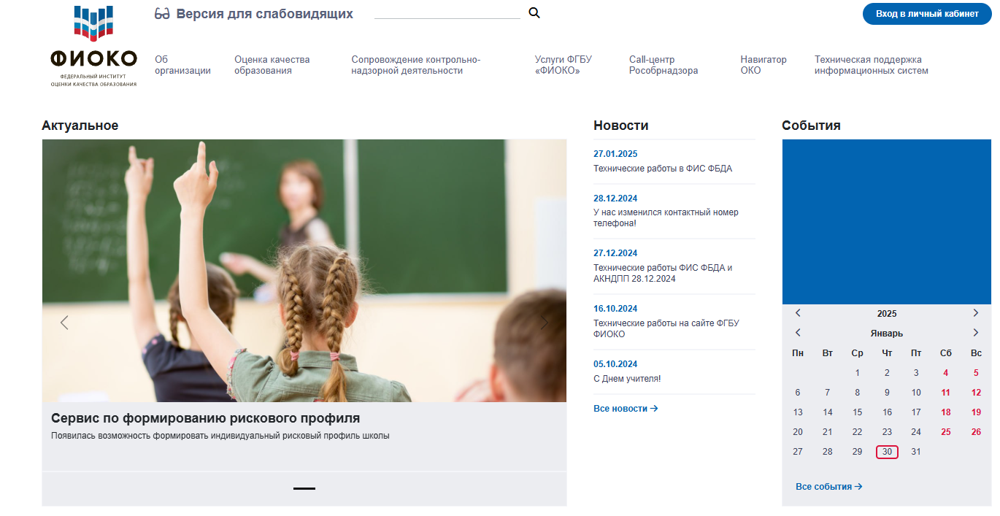 Версия для слабовидящих
Вход в личный кабинет
ФИОКО
ФЕДЕРАЛЬНЫЙ ИНСТИТУТ
ОЦЕНКИ КАЧЕСТВА ОБРАЗОВАНИЯ
Об
организации
Оценка качества
образования
Сопровождение контрольно-
надзорной деятельности
Услуги ФГБУ
«ФИОКО»
Call-центр
Рособрнадзора
Навигатор
ОКО
Техническая поддержка
информационных систем
Актуальное
Сервис по формированию рискового профиля
Появилась возможность формировать индивидуальный рисковый профиль школы
Новости
27.01.2025
Технические работы в ФИС ФБДА
28.12.2024
У нас изменился контактный номер
телефона!
27.12.2024
Технические работы ФИС ФБДА и
АКНДПП 28.12.2024
16.10.2024
Технические работы на сайте ФГБУ
ФИОКО
05.10.2024
С Днем учителя!
Все новости
События
2025
Январь
Пн Вт Ср Чт Пт Сб Вс
1 2 3 4 5
6 7 8 9 10 11 12
13 14 15 16 17 18 19
20 21 22 23 24 25 26
27 28 29 30 31
Все события